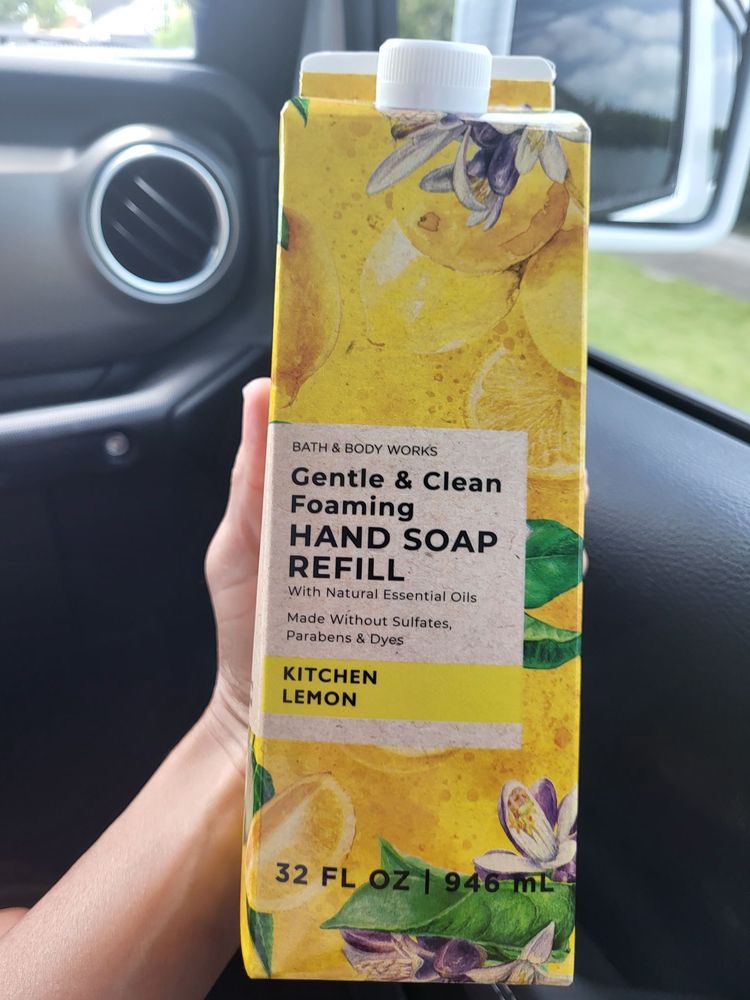 BATH & BODY WORKS
Gentle & Clean
Foaming
HAND SOAP
REFILL
With Natural Essential Oils
Made Without Sulfates,
Parabens & Dyes
KITCHEN
LEMON
32 FL OZ | 946 mL